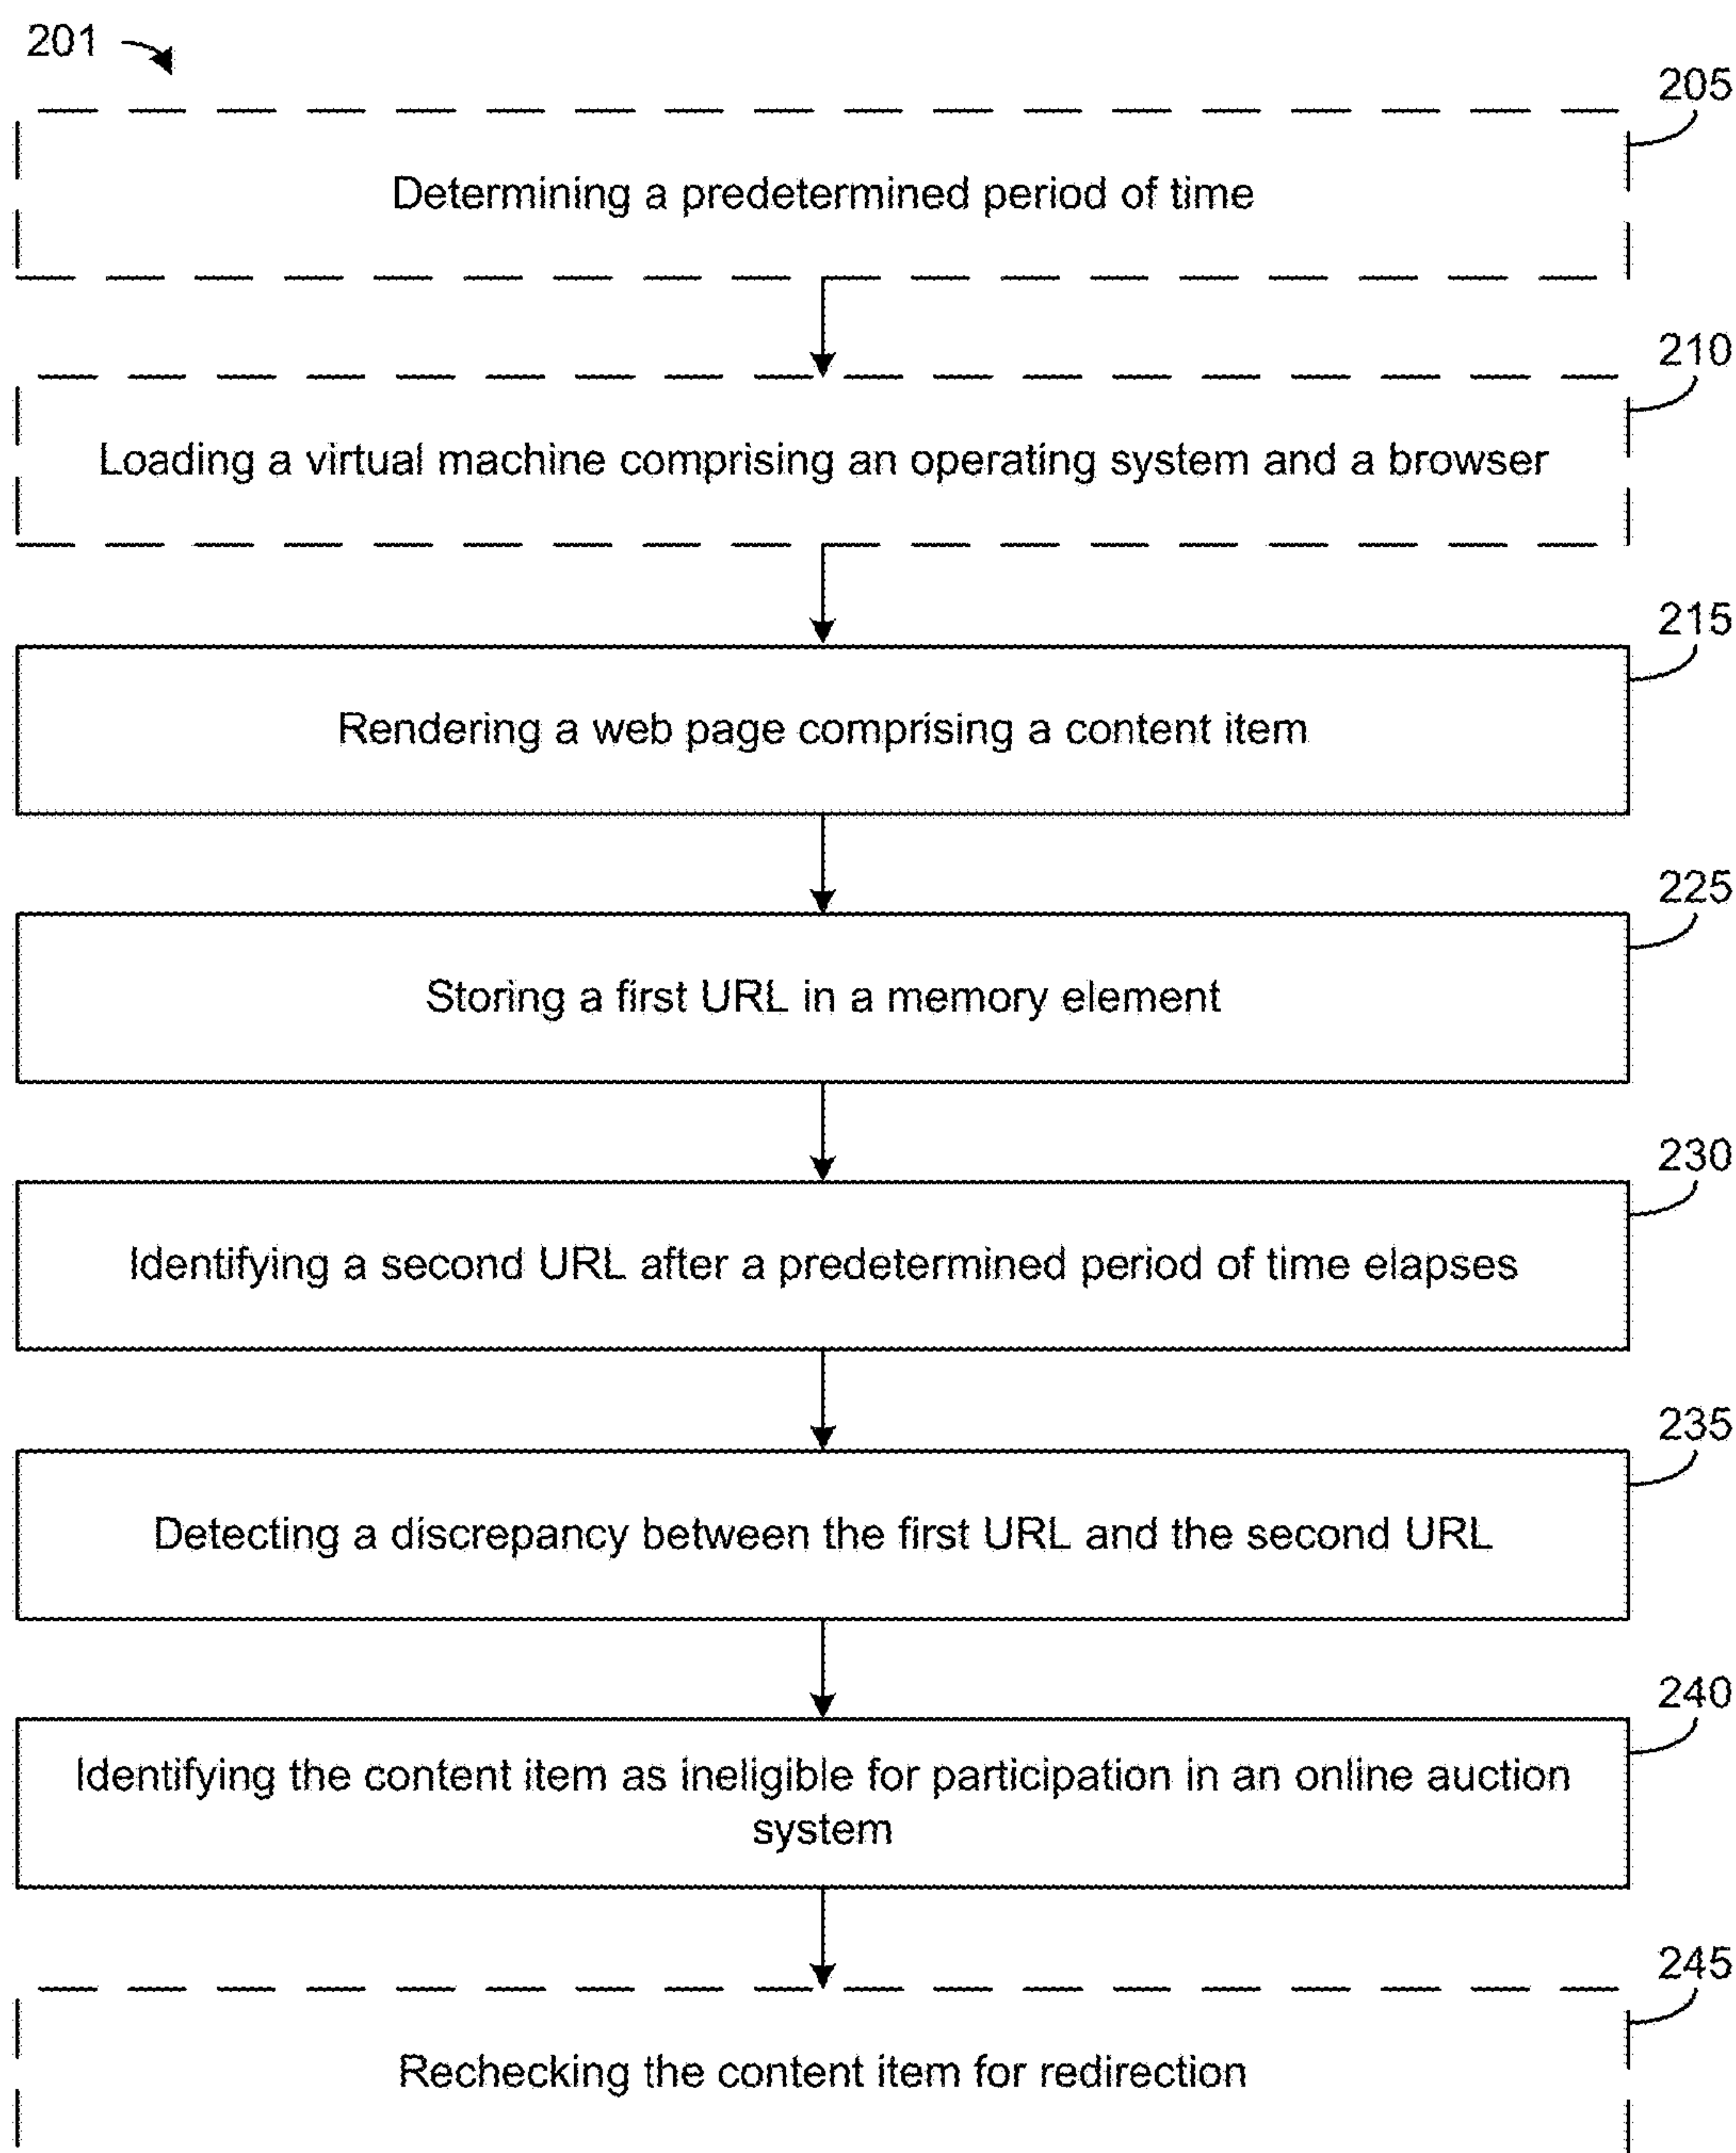 201
205
Determining a predetermined period of time
210
Loading a virtual machine comprising an operating system and a browser
215
Rendering a web page comprising a content item
225
Storing a first URL in a memory element
230
Identifying a second URL after a predetermined period of time elapses
235
Detecting a discrepancy between the first URL and the second URL
240
Identifying the content item as ineligible for participation in an online auction
system
245
Rechecking the content item for redirection